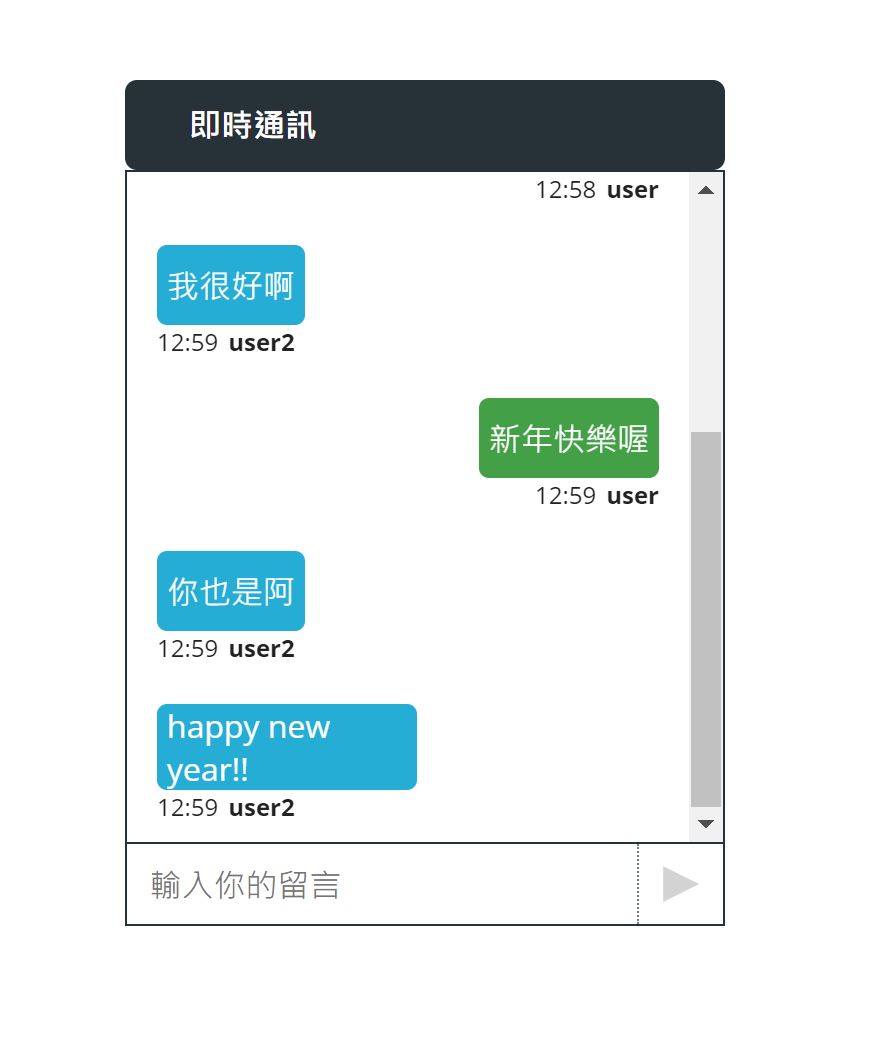 即時通訊
12:58 user
我很好啊
12:59 user2
新年快樂喔
12:59 user
你也是阿
12:59 user2
happy new
year!!
12:59 user2
輸入你的留言